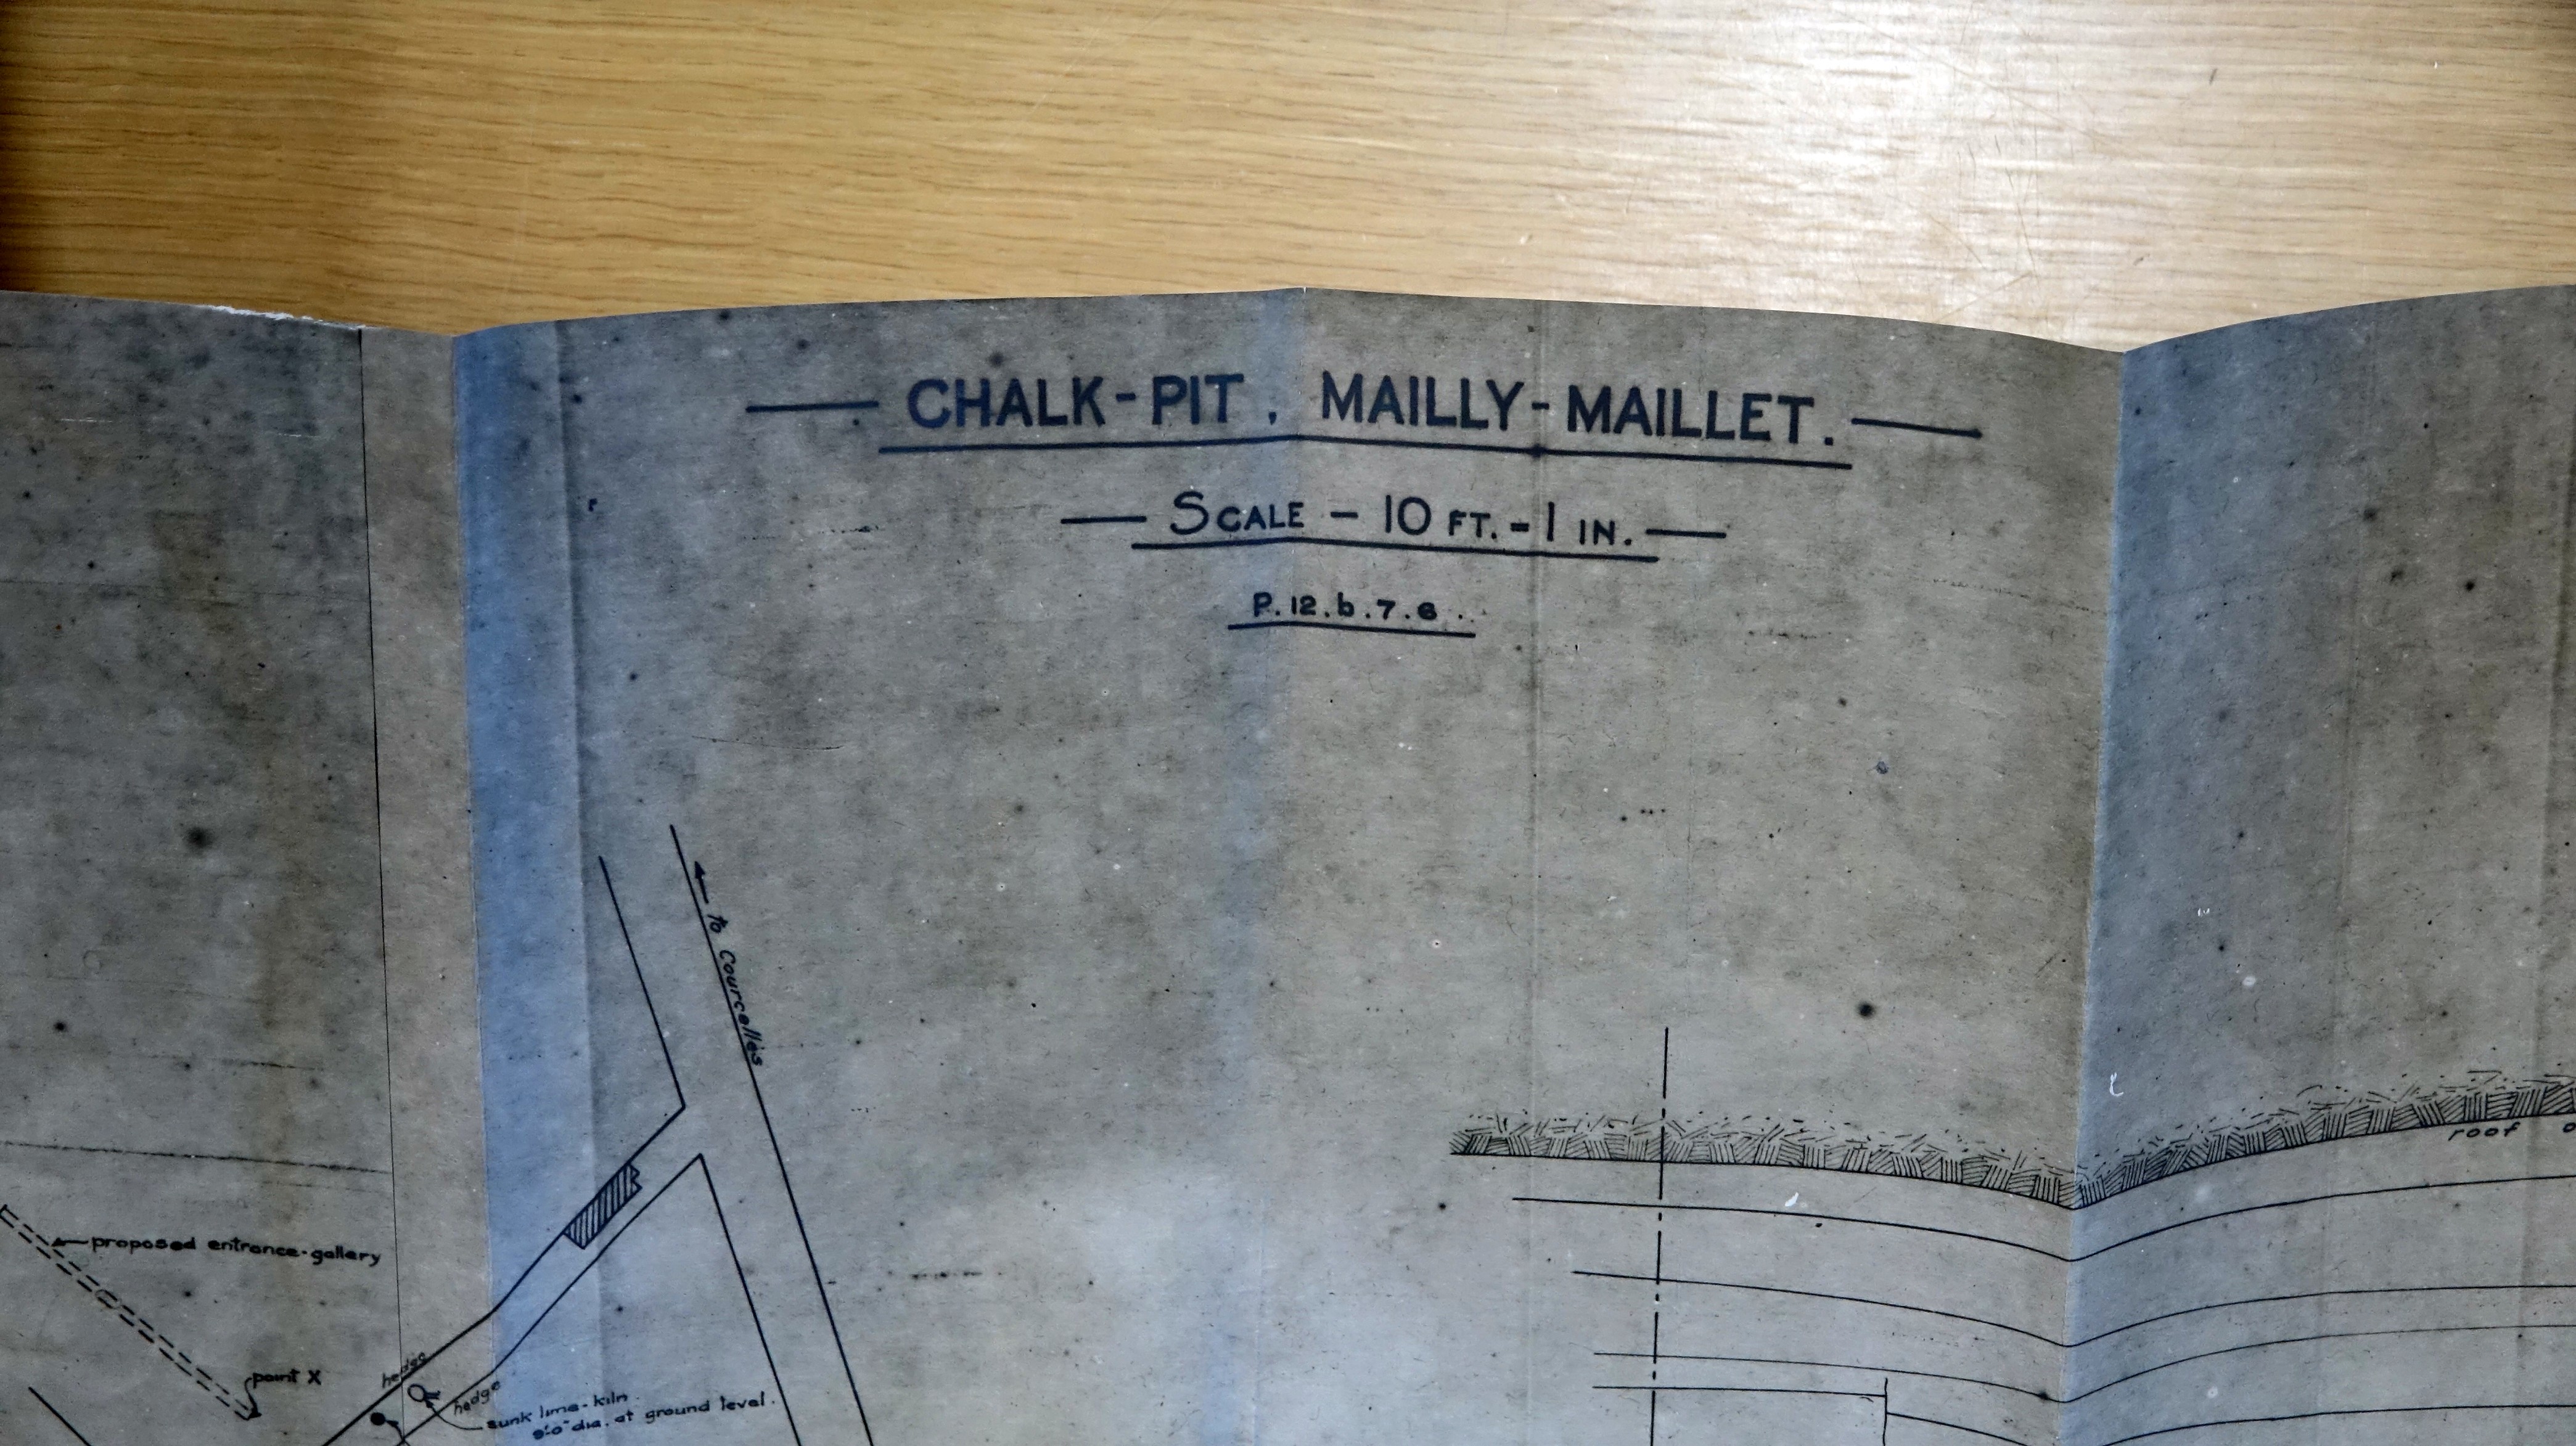 — CHALK-PIT, MAILLY-MAILLET. —
— SCALE – 10 FT. = 1 IN. —
P.12.b.7.6..
to Courcelles
roof
proposed entrance-gallery
point X
hedge
hedge
sunk lime-kiln
9'.0" dia. at ground level.